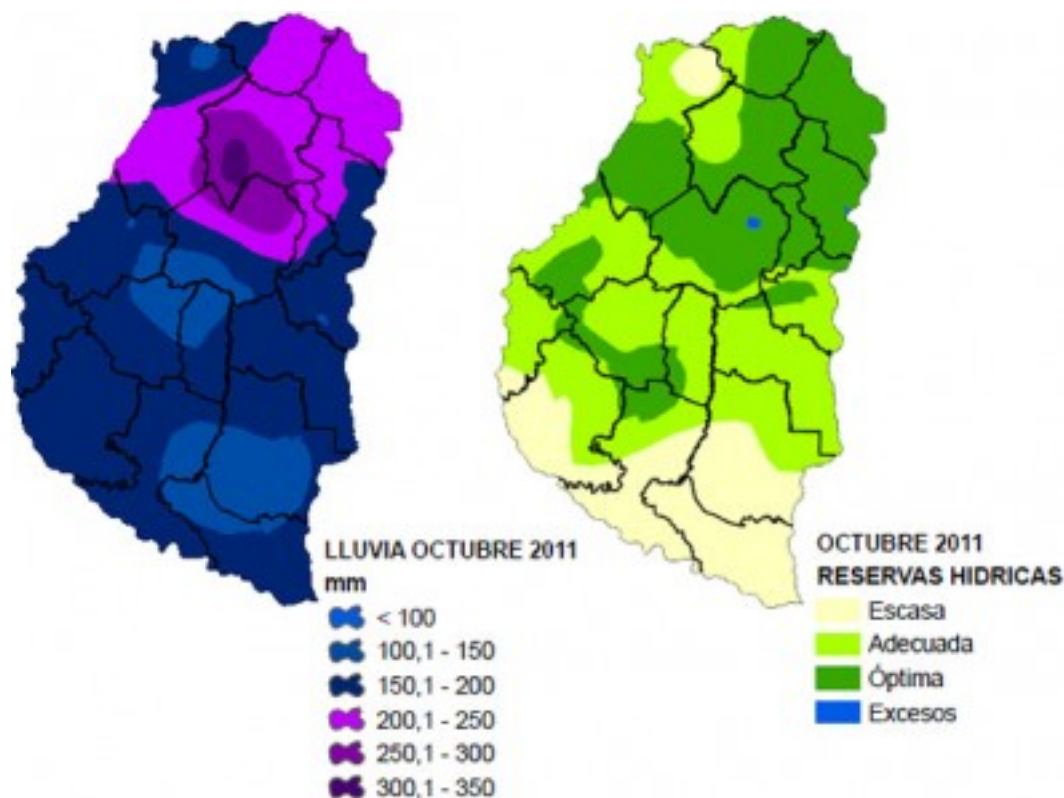 LLUVIA OCTUBRE 2011
mm
< 100
100,1 - 150
150,1 - 200
200,1 - 250
250,1 - 300
300,1 - 350
OCTUBRE 2011
RESERVAS HIDRICAS
Escasa
Adecuada
Óptima
Excesos